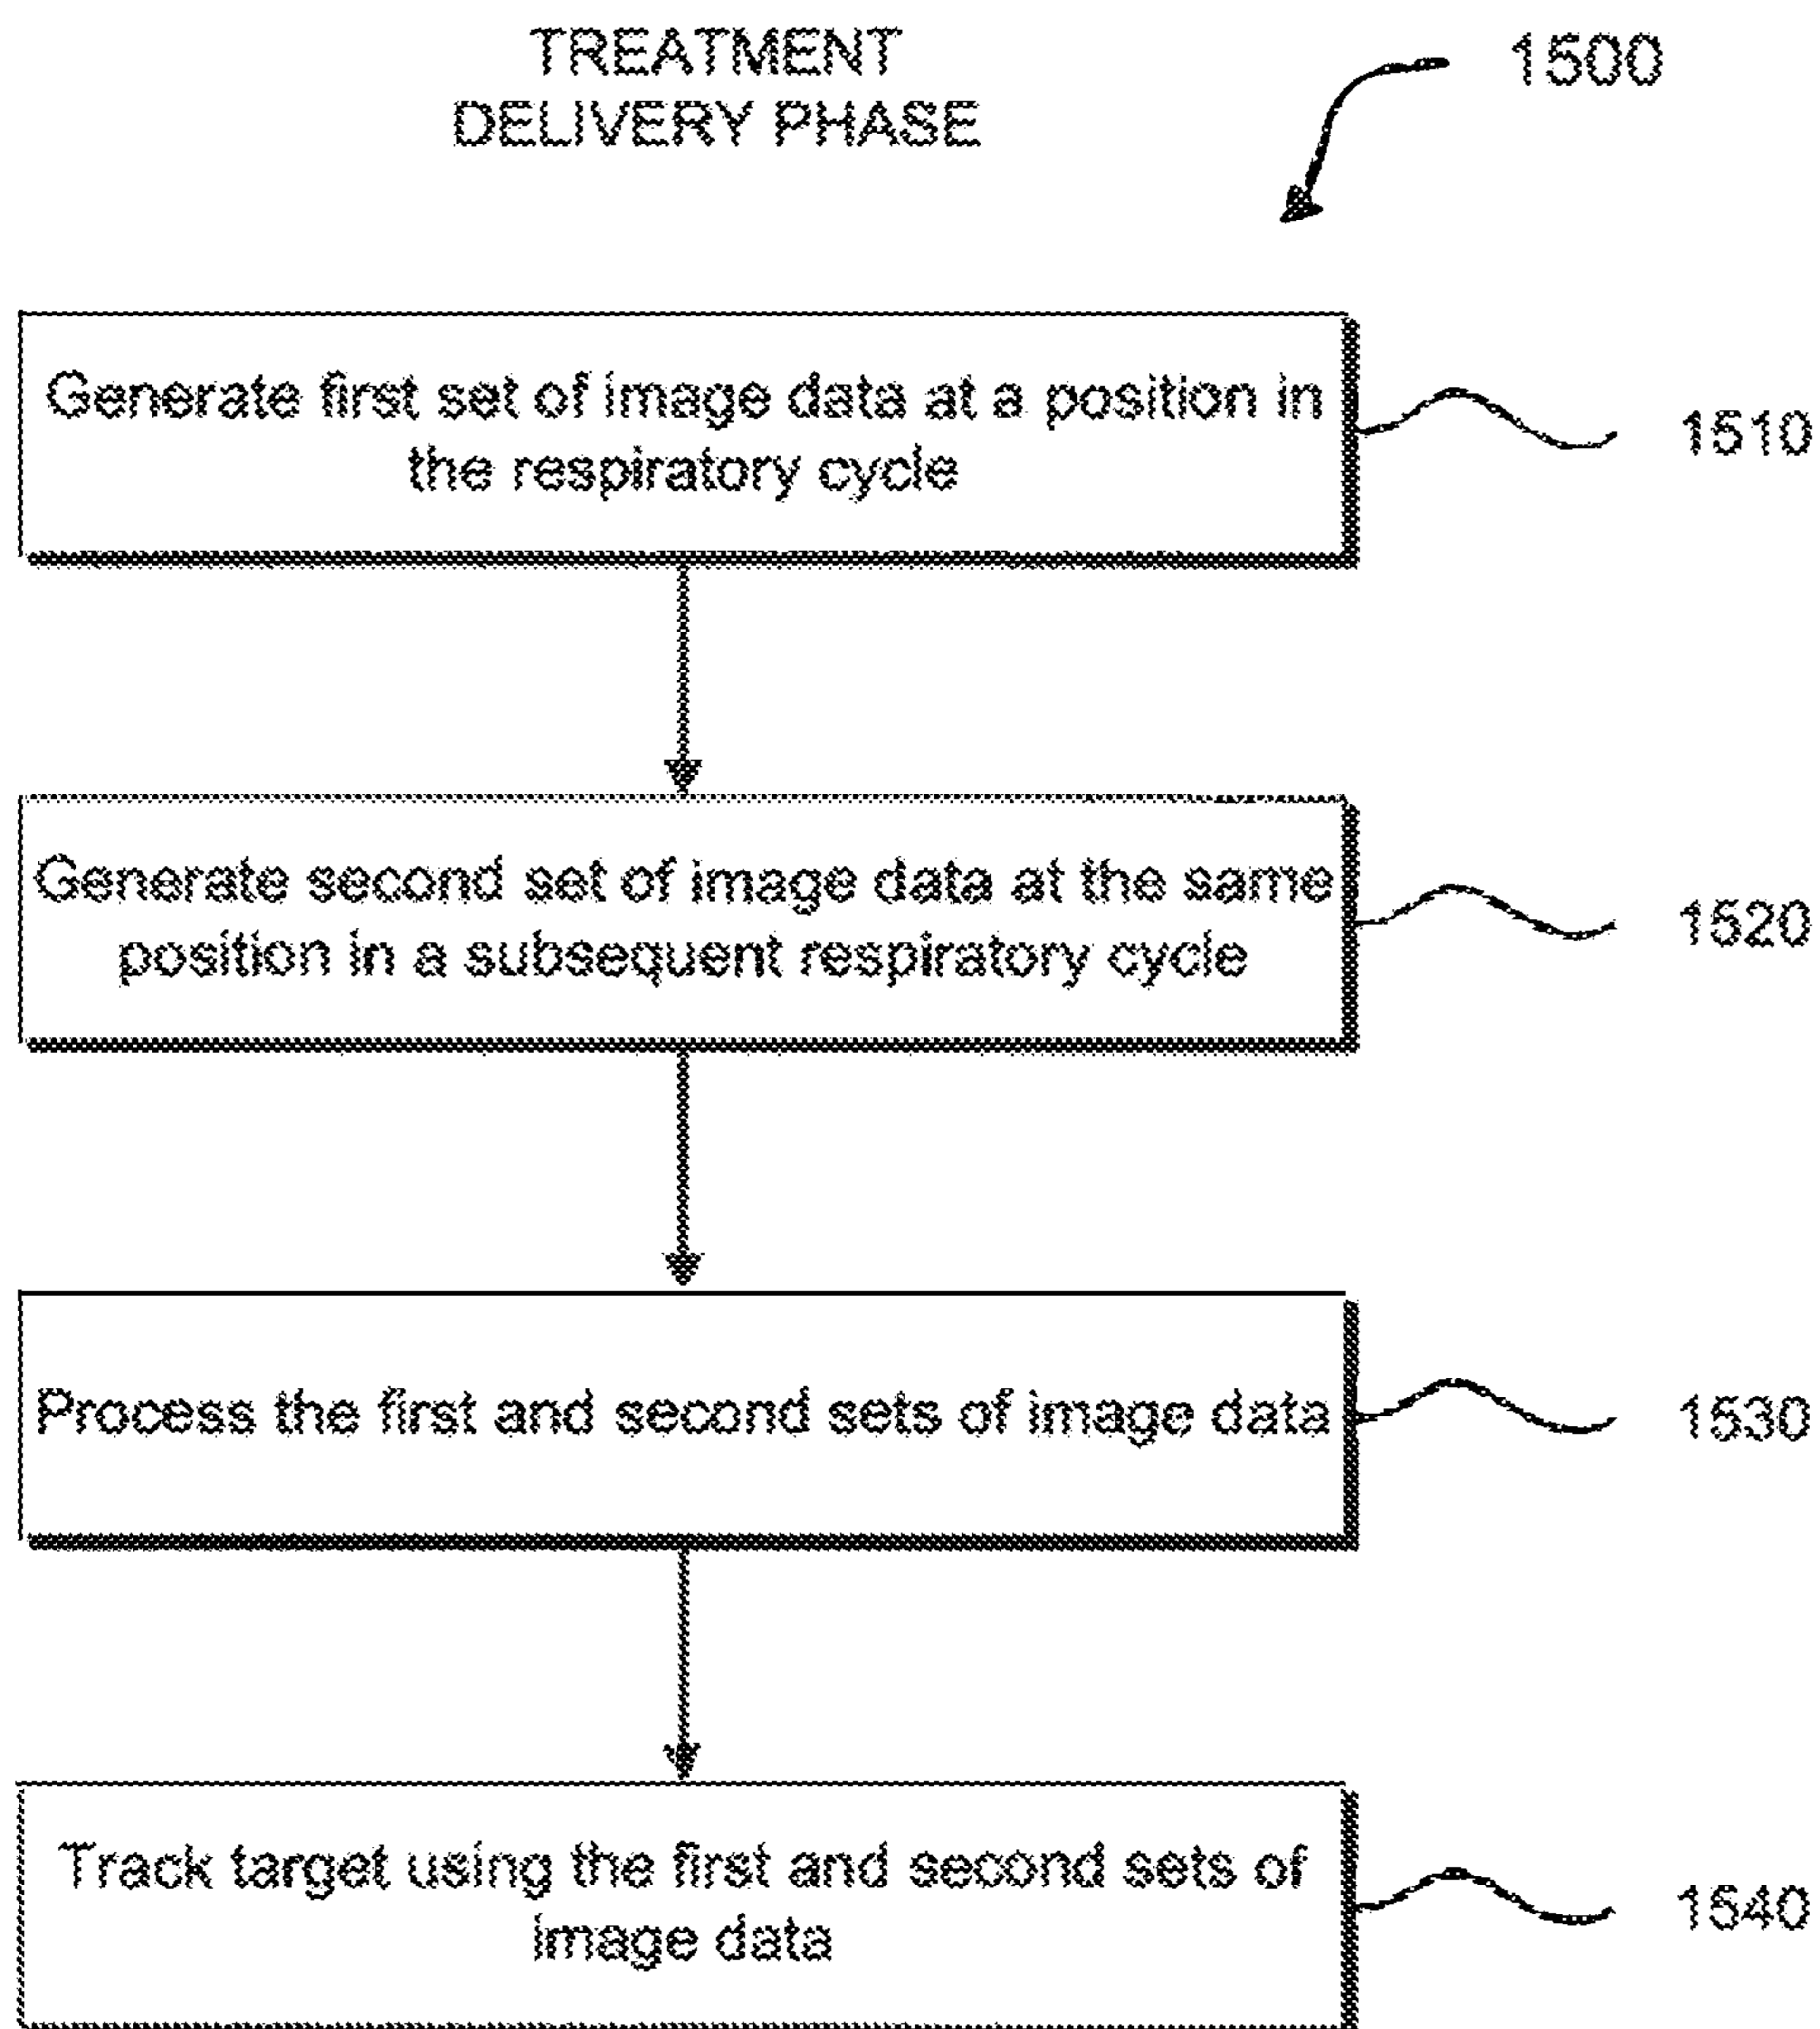 TREATMENT
DELIVERY PHASE
1500
Generate first set of image data at a position in
the respiratory cycle
1510
Generate second set of image data at the same
position in a subsequent respiratory cycle
1520
Process the first and second sets of image data
1530
Track target using the first and second sets of
image data
1540